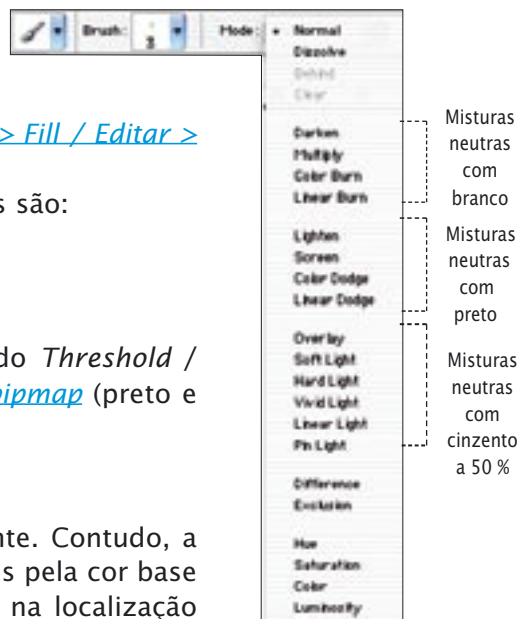 Brush: 3 Mode: Normal
Dissolve
Behind
Clear
Darken
Multiply
Color Burn
Linear Burn
Lighten
Screen
Color Dodge
Linear Dodge
Overlay
Soft Light
Hard Light
Vivid Light
Linear Light
Pin Light
Difference
Exclusion
Hue
Saturation
Color
Luminosity
Misturas
neutras
com
branco
Misturas
neutras
com
preto
Misturas
neutras
com
cinzento
a 50 %
> Fill / Editar >
s são:
do Threshold /
(preto e
nte. Contudo, a
s pela cor base
na localização